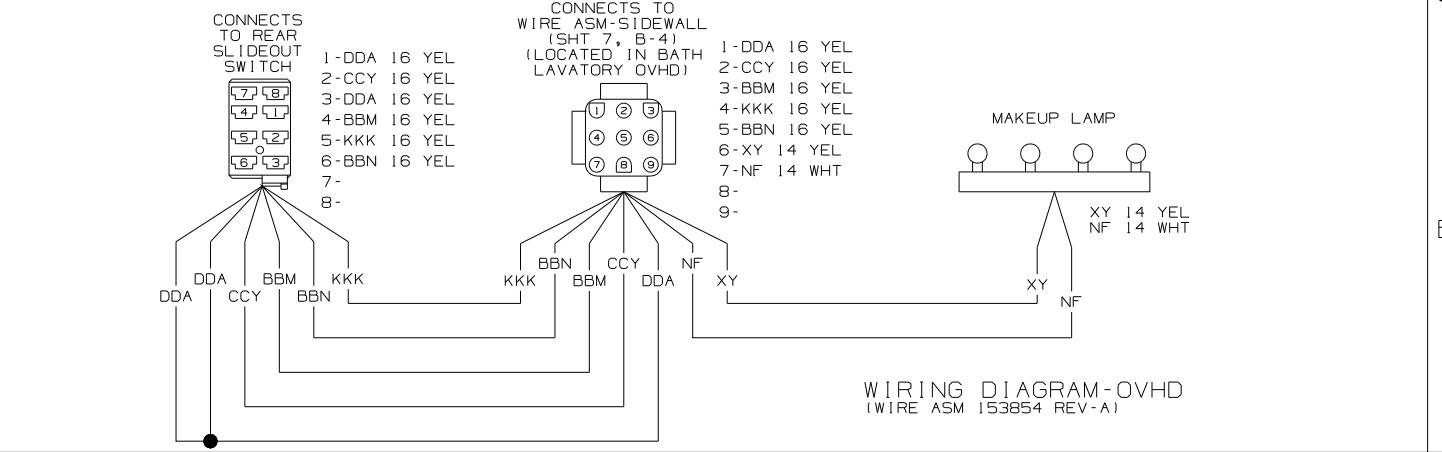 CONNECTS
TO REAR
SLIDEOUT
SWITCH
1-DDA 16 YEL
2-CCY 16 YEL
3-DDA 16 YEL
4-BBM 16 YEL
5-KKK 16 YEL
6-BBN 16 YEL
7-
8-
7 8
4 1
5 2
6 3
CONNECTS TO
WIRE ASM-SIDEWALL
(SHT 7, B-4)
(LOCATED IN BATH
LAVATORY OVHD)
1-DDA 16 YEL
2-CCY 16 YEL
3-BBM 16 YEL
4-KKK 16 YEL
5-BBN 16 YEL
6-XY 14 YEL
7-NF 14 WHT
8-
9-
1 2 3
4 5 6
7 8 9
MAKEUP LAMP
XY 14 YEL
NF 14 WHT
DDA DDA CCY BBM BBN KKK
KKK BBN BBM CCY DDA NF XY
XY NF
WIRING DIAGRAM-OVHD
(WIRE ASM 153854 REV-A)